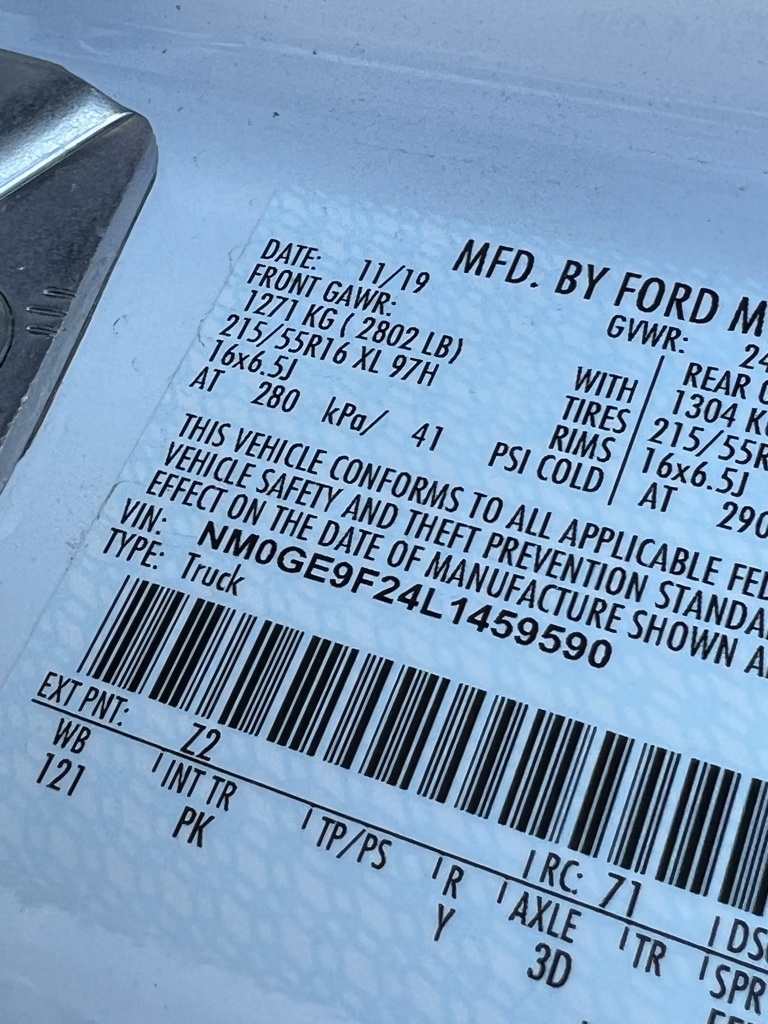 MFD. BY FORD M
DATE: 11/19
GVWR: 24
FRONT GAWR:
1271 KG ( 2802 LB)
WITH
REAR
215/55R16 XL 97H
TIRES
1304 K
16x6.5J
RIMS
215/55R
AT 280 kPa/ 41
PSI COLD
16x6.5J
AT 290
THIS VEHICLE CONFORMS TO ALL APPLICABLE FED
VEHICLE SAFETY AND THEFT PREVENTION STANDA
EFFECT ON THE DATE OF MANUFACTURE SHOWN A
VIN: NM0GE9F24L1459590
TYPE: Truck
EXT PNT: Z2
RC: 71
DS
WB
INT TR
TP/PS
R
AXLE
TR
SPR
121
PK
Y
3D